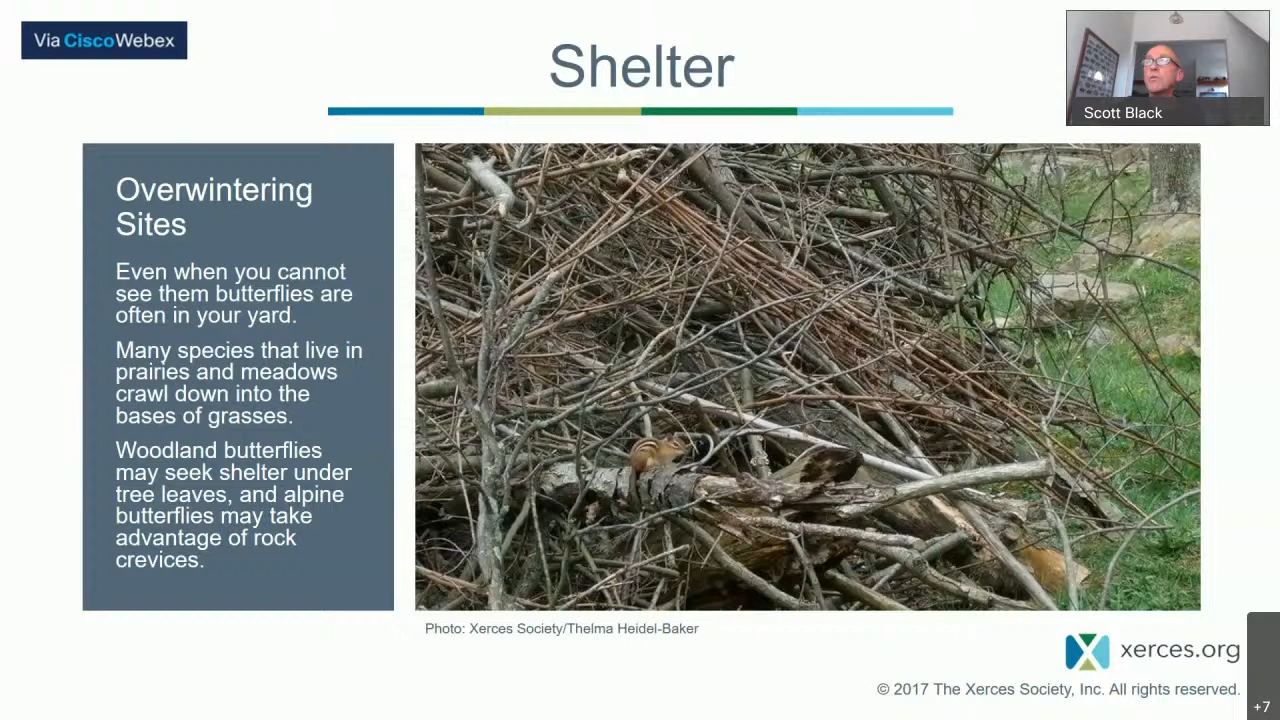 Via CiscoWebex
Shelter
Scott Black
Overwintering
Sites
Even when you cannot
see them butterflies are
often in your yard.
Many species that live in
prairies and meadows
crawl down into the
bases of grasses.
Woodland butterflies
may seek shelter under
tree leaves, and alpine
butterflies may take
advantage of rock
crevices.
Photo: Xerces Society/Thelma Heidel-Baker
xerces.org
© 2017 The Xerces Society, Inc. All rights reserved.
+7